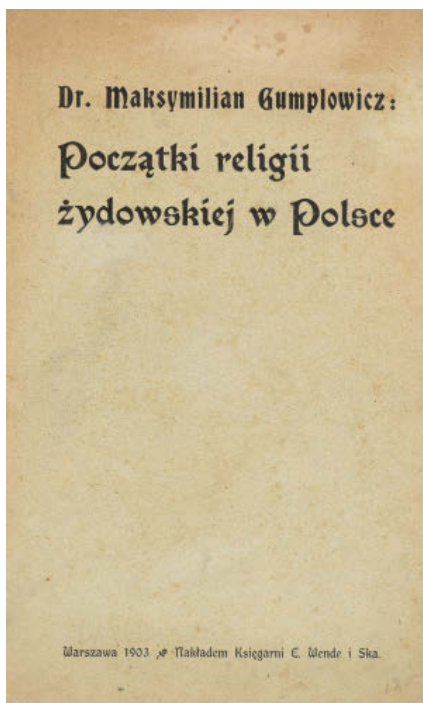 Dr. Maksymilian Gumplowicz:
Początki religii
żydowskiej w Polsce
Warszawa 1903 Nakładem Księgarni E. Wende i Ska.